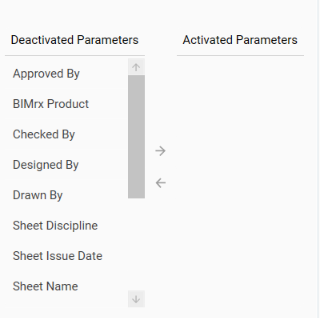 Deactivated Parameters
Activated Parameters
Approved By
BIMrx Product
Checked By
Designed By
Drawn By
Sheet Discipline
Sheet Issue Date
Sheet Name